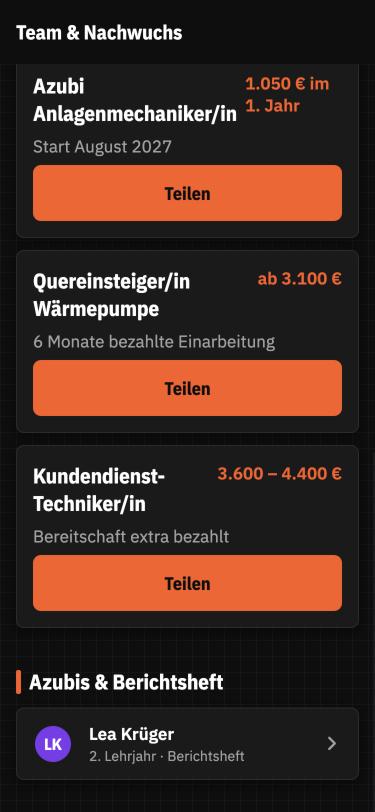 Team & Nachwuchs
Azubi
Anlagenmechaniker/in
1.050 € im
1. Jahr
Start August 2027
Teilen
Quereinsteiger/in
Wärmepumpe
ab 3.100 €
6 Monate bezahlte Einarbeitung
Teilen
Kundendienst-
Techniker/in
3.600 – 4.400 €
Bereitschaft extra bezahlt
Teilen
Azubis & Berichtsheft
LK
Lea Krüger
2. Lehrjahr · Berichtsheft